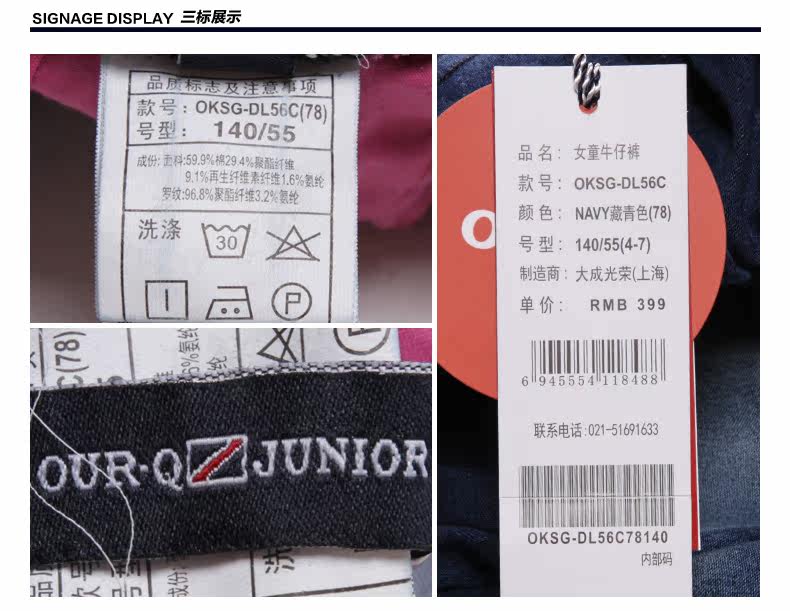 SIGNAGE DISPLAY 三标展示
品质标志及注意事项
款号: OKSG-DL56C(78)
号型: 140/55
成份: 面料:59.9%棉29.4%聚酯纤维
9.1%再生纤维素纤维1.6%氨纶
罗纹:96.8%聚酯纤维3.2%氨纶
洗涤
30
P
C(78)
OUR·Q JUNIOR
洗
成份:
O
品名: 女童牛仔裤
款号: OKSG-DL56C
颜色: NAVY藏青色(78)
号型: 140/55(4-7)
制造商: 大成光荣(上海)
单价: RMB 399
6 945554 118488
联系电话:021-51691633
OKSG-DL56C78140
内部码